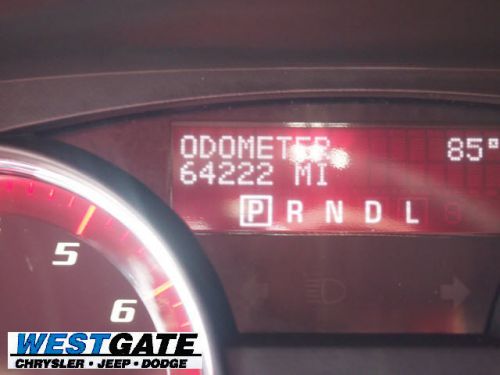 ODOMETER 85°
64222 MI
P R N D L
5
6
WESTGATE
CHRYSLER · JEEP · DODGE